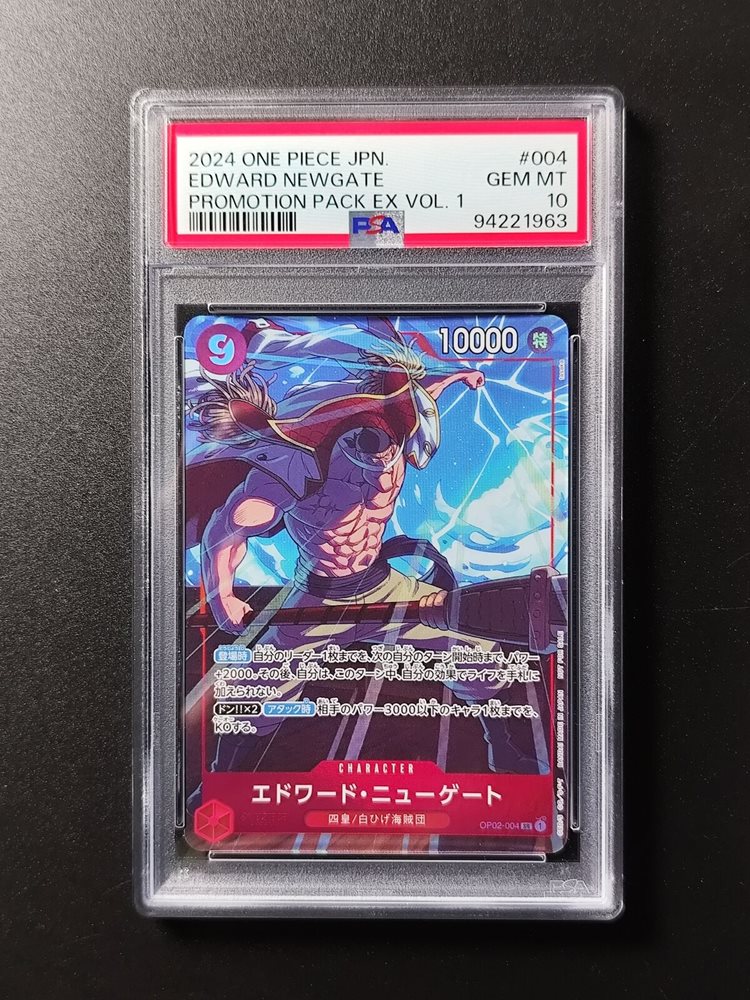 2024 ONE PIECE JPN. #004
EDWARD NEWGATE GEM MT
PROMOTION PACK EX VOL. 1 10
PSA 94221963
9 10000 特
登場時 自分のリーダー1枚までを、次の自分のターン開始時まで、パワー
+2000。その後、自分は、このターン中、自分の効果でライフを手札に
加えられない。
ドン!!×2 アタック時 相手のパワー3000以下のキャラ1枚までを、
KOする。
CHARACTER
エドワード・ニューゲート
四皇/白ひげ海賊団
OP02-004 SR 1
PSA